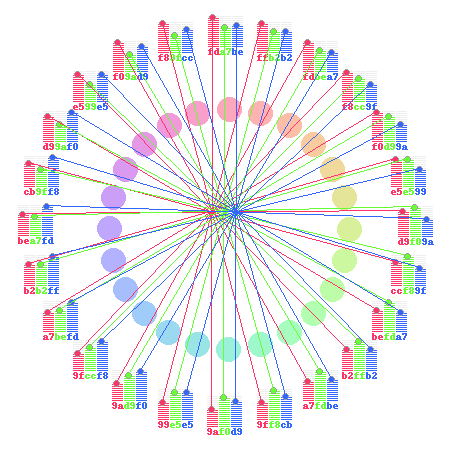 fda7be
f89fcc
ffb2b2
f09ad9
fdbea7
e599e5
f8cc9f
d99af0
f0d99a
cb9ff8
e5e599
bea7fd
d9f09a
b2b2ff
ccf89f
a7befd
befda7
9fccf8
b2ffb2
9ad9f0
a7fdbe
99e5e5
9ff8cb
9af0d9